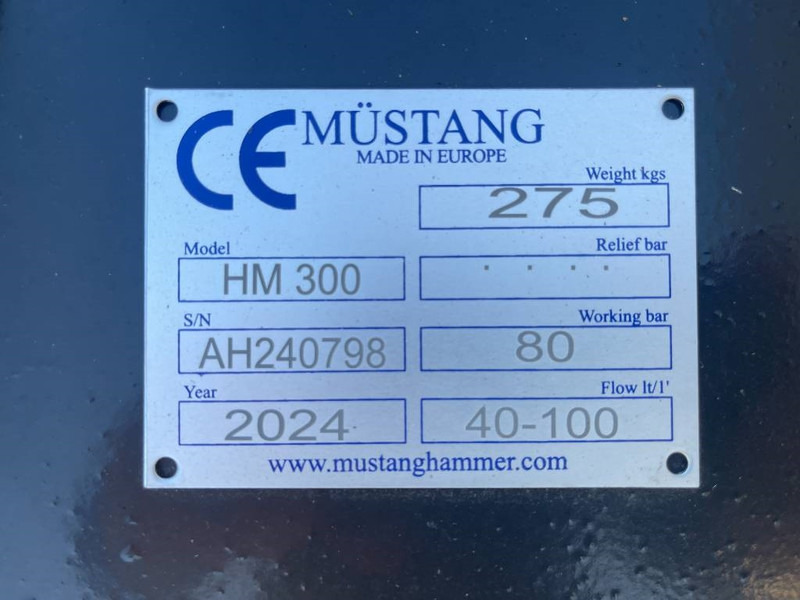 CE MÜSTANG
MADE IN EUROPE
Weight kgs
275
Model
HM 300
Relief bar
. . . .
S/N
AH240798
Working bar
80
Year
2024
Flow lt/1'
40-100
www.mustanghammer.com